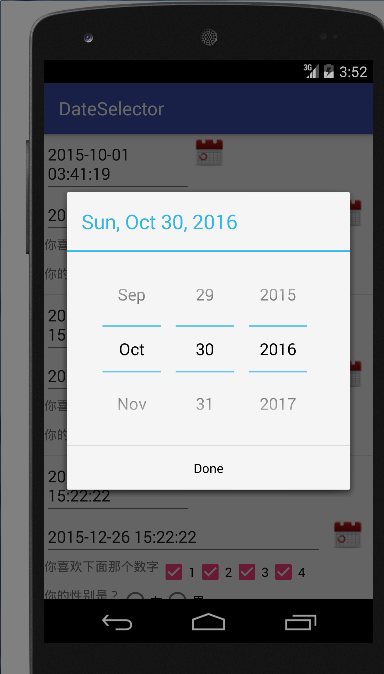 3G 3:52
DateSelector
2015-10-01
03:41:19
Sun, Oct 30, 2016
20
你喜
你的
Sep 29 2015
20
15
Oct 30 2016
20
你喜
Nov 31 2017
你的
Done
20
15:22:22
2015-12-26 15:22:22
你喜欢下面那个数字 1 2 3 4
你的性别是？